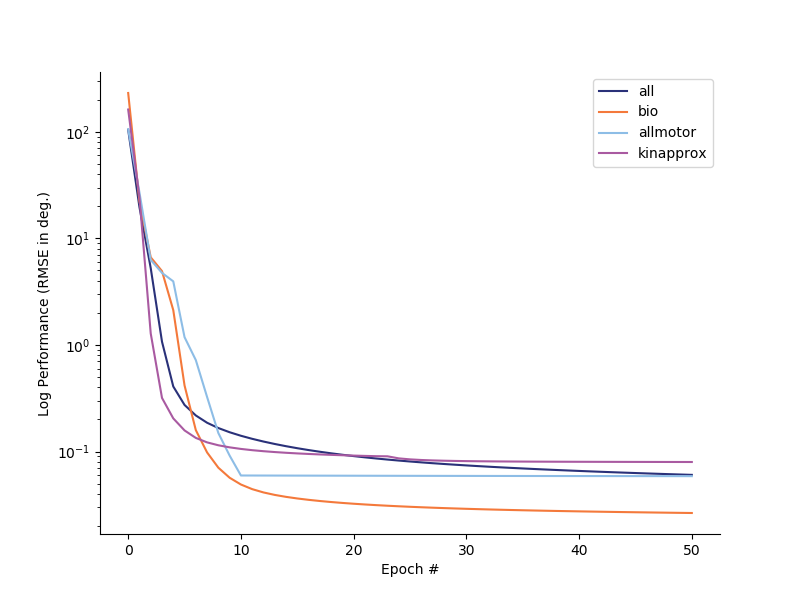 all
bio
allmotor
kinapprox
Log Performance (RMSE in deg.)
10²
10¹
10⁰
10⁻¹
0 10 20 30 40 50
Epoch #